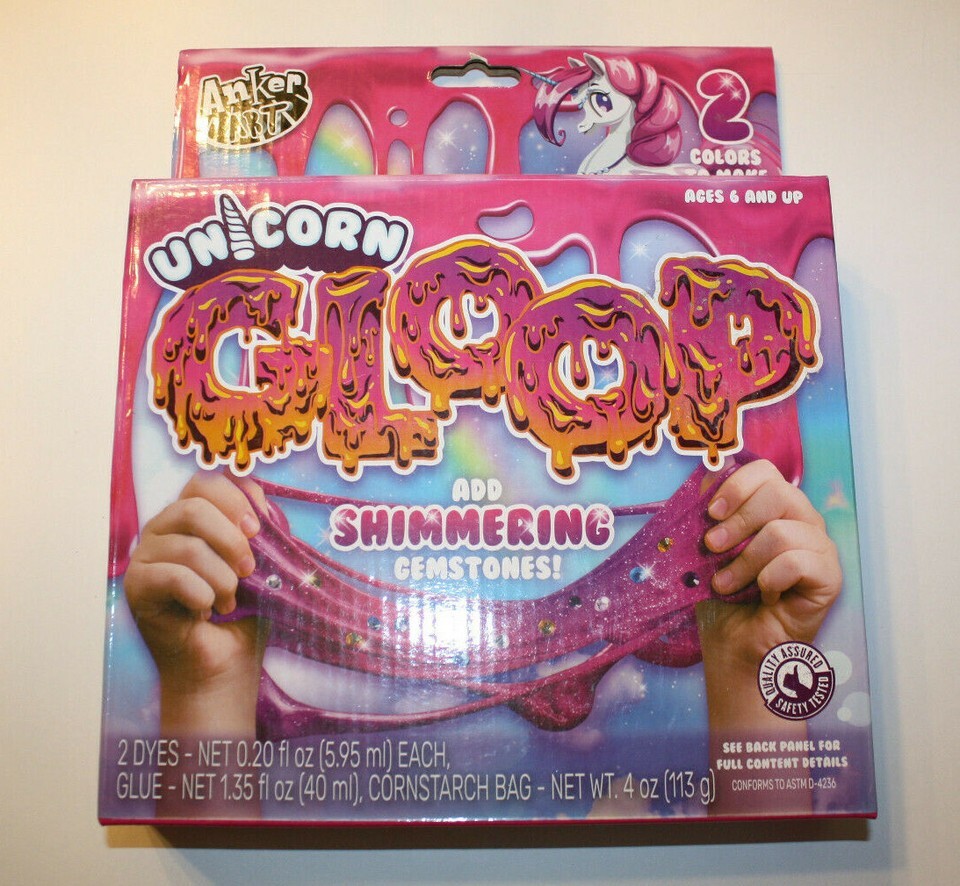 Anker
ART
2
COLORS
TO MAKE
AGES 6 AND UP
UNICORN
GLOOP
ADD
SHIMMERING
GEMSTONES!
QUALITY ASSURED
SAFETY TESTED
2 DYES - NET 0.20 fl oz (5.95 ml) EACH,
GLUE - NET 1.35 fl oz (40 ml), CORNSTARCH BAG - NET WT. 4 oz (113 g)
SEE BACK PANEL FOR
FULL CONTENT DETAILS
CONFORMS TO ASTM D-4236